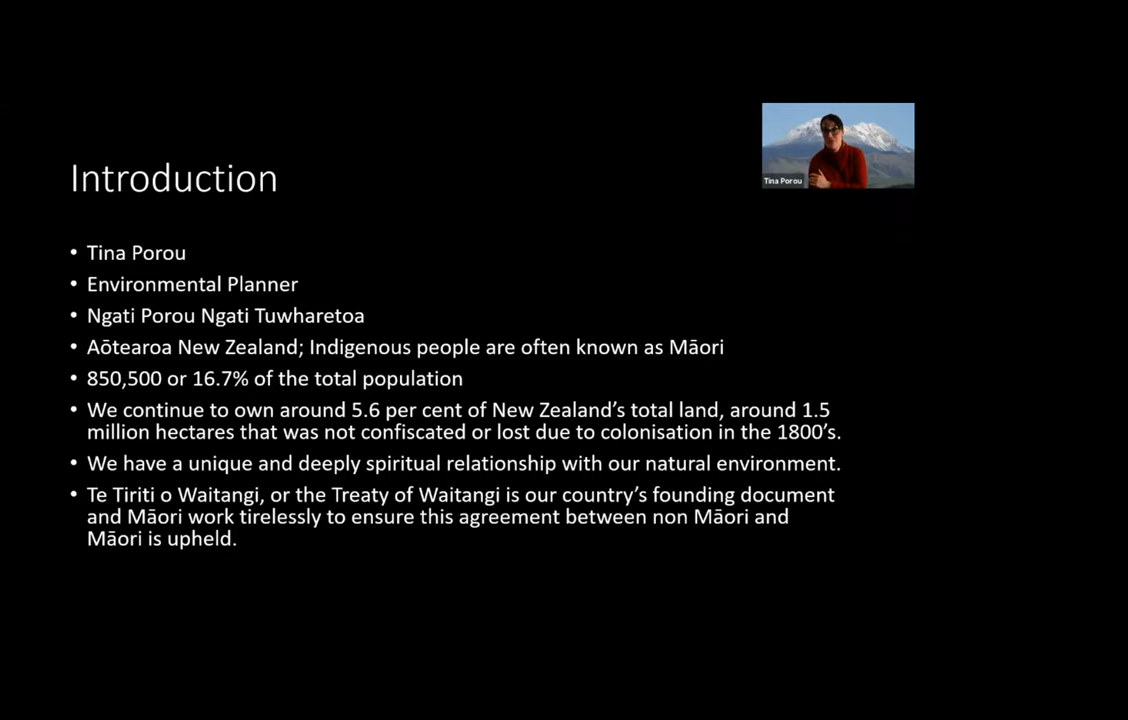 Tina Porou
Introduction
• Tina Porou
• Environmental Planner
• Ngati Porou Ngati Tuwharetoa
• Aōtearoa New Zealand; Indigenous people are often known as Māori
• 850,500 or 16.7% of the total population
• We continue to own around 5.6 per cent of New Zealand’s total land, around 1.5
million hectares that was not confiscated or lost due to colonisation in the 1800’s.
• We have a unique and deeply spiritual relationship with our natural environment.
• Te Tiriti o Waitangi, or the Treaty of Waitangi is our country’s founding document
and Māori work tirelessly to ensure this agreement between non Māori and
Māori is upheld.